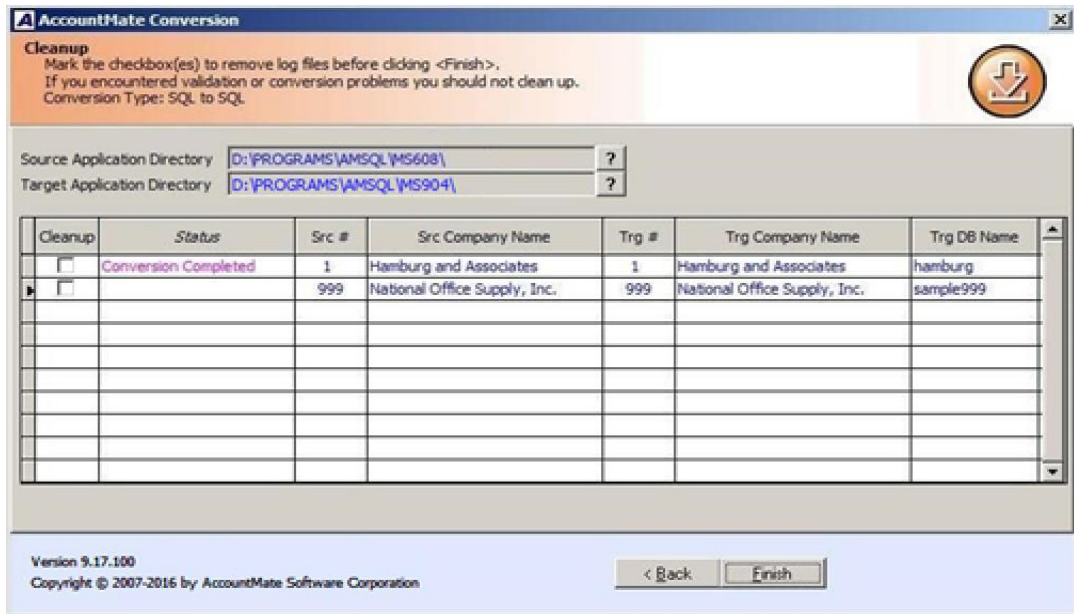 AccountMate Conversion
Cleanup
Mark the checkbox(es) to remove log files before clicking <Finish>.
If you encountered validation or conversion problems you should not clean up.
Conversion Type: SQL to SQL
Source Application Directory D:\PROGRAMS\AMSQL\MS608\ ?
Target Application Directory D:\PROGRAMS\AMSQL\MS904\ ?
Cleanup Status Src # Src Company Name Trg # Trg Company Name Trg DB Name
Conversion Completed 1 Hamburg and Associates 1 Hamburg and Associates hamburg
999 National Office Supply, Inc. 999 National Office Supply, Inc. sample999
Version 9.17.100
Copyright © 2007-2016 by AccountMate Software Corporation
< Back Finish